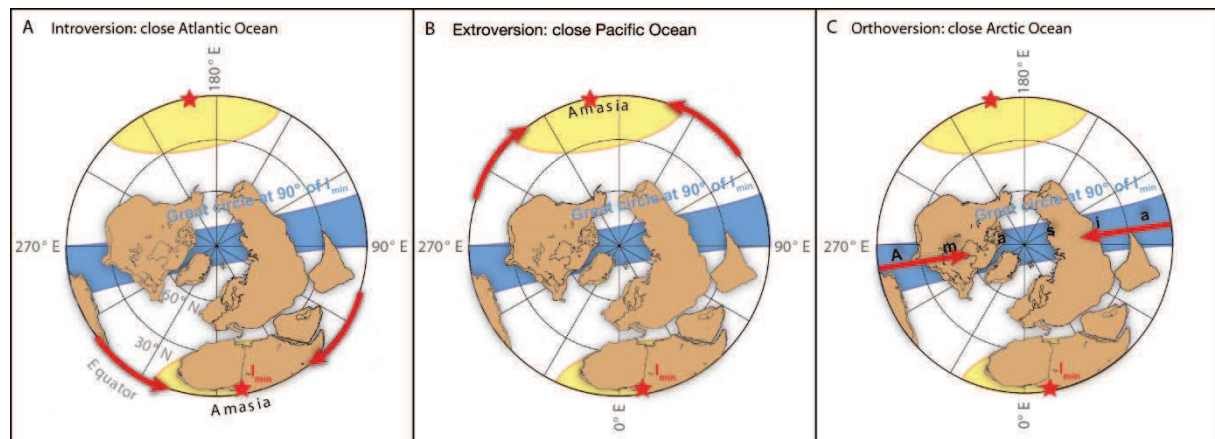 A Introversion: close Atlantic Ocean
180° E
Great circle at 90° of Imin
270° E
90° E
60° N
30° N
Equator
Imin
Amasia
B Extroversion: close Pacific Ocean
Amasia
Great circle at 90° of Imin
270° E
90° E
Imin
0° E
C Orthoversion: close Arctic Ocean
180° E
Great circle at 90° of Imin
270° E
90° E
A m a s i a
Imin
0° E